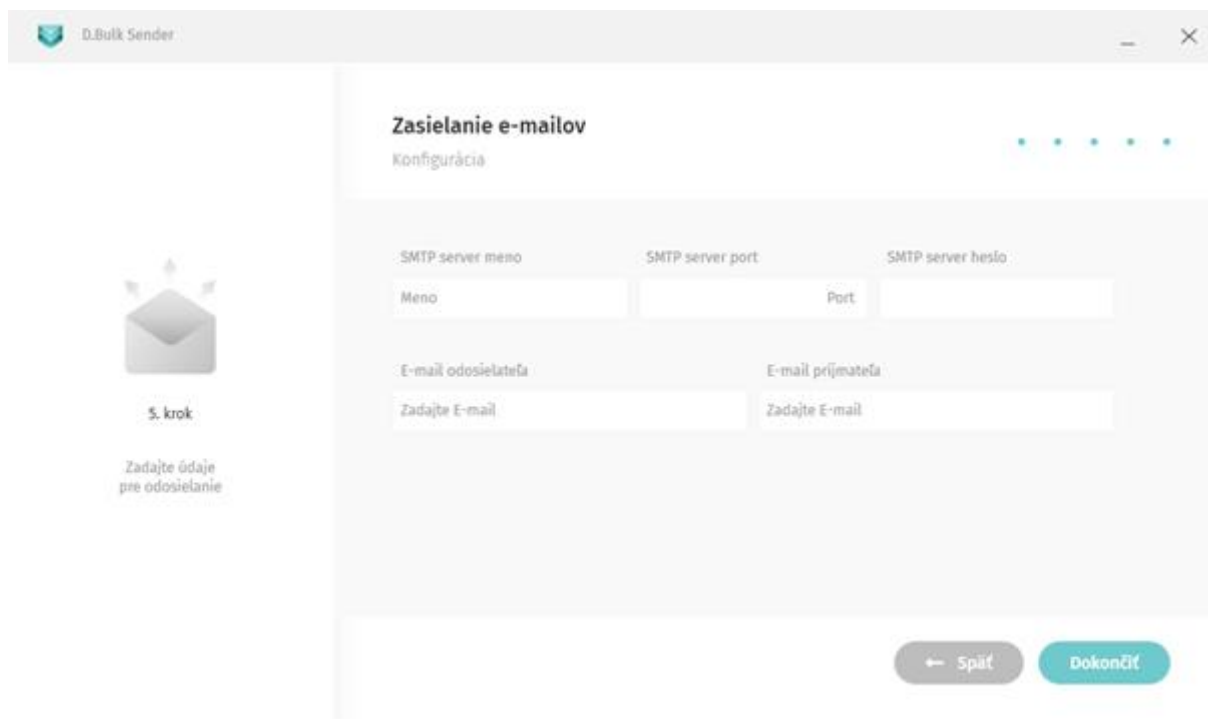 D.Bulk Sender
Zasielanie e-mailov
Konfigurácia
SMTP server meno SMTP server port SMTP server heslo
Meno Port
E-mail odosielateľa E-mail príjmateľa
Zadajte E-mail Zadajte E-mail
5. krok
Zadajte údaje
pre odosielanie
← Späť Dokončiť